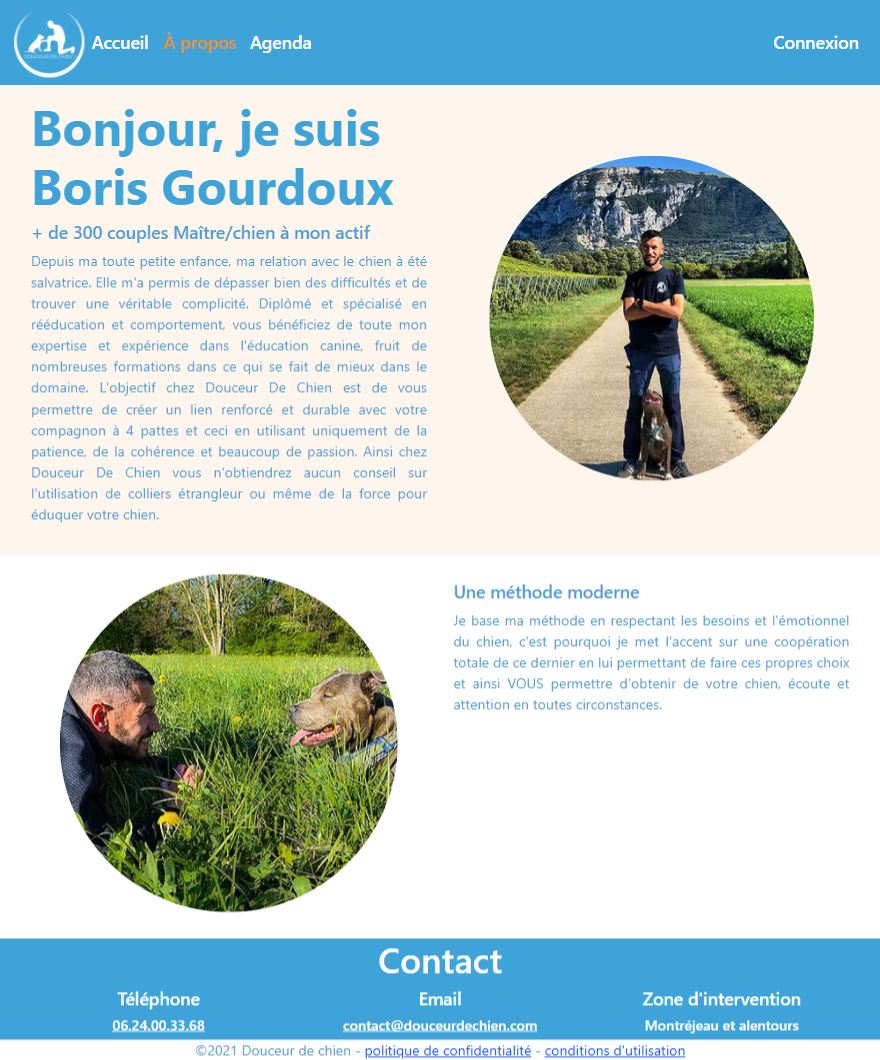 DOUCEUR DE CHIEN
Accueil À propos Agenda Connexion
Bonjour, je suis
Boris Gourdoux
+ de 300 couples Maître/chien à mon actif
Depuis ma toute petite enfance, ma relation avec le chien à été
salvatrice. Elle m'a permis de dépasser bien des difficultés et de
trouver une véritable complicité. Diplômé et spécialisé en
rééducation et comportement, vous bénéficiez de toute mon
expertise et expérience dans l'éducation canine, fruit de
nombreuses formations dans ce qui se fait de mieux dans le
domaine. L'objectif chez Douceur De Chien est de vous
permettre de créer un lien renforcé et durable avec votre
compagnon à 4 pattes et ceci en utilisant uniquement de la
patience, de la cohérence et beaucoup de passion. Ainsi chez
Douceur De Chien vous n'obtiendrez aucun conseil sur
l'utilisation de colliers étrangleur ou même de la force pour
éduquer votre chien.
Une méthode moderne
Je base ma méthode en respectant les besoins et l'émotionnel
du chien, c'est pourquoi je met l'accent sur une coopération
totale de ce dernier en lui permettant de faire ces propres choix
et ainsi VOUS permettre d'obtenir de votre chien, écoute et
attention en toutes circonstances.
Contact
Téléphone Email Zone d'intervention
06.24.00.33.68 contact@douceurdechien.com Montréjeau et alentours
©2021 Douceur de chien - politique de confidentialité - conditions d'utilisation